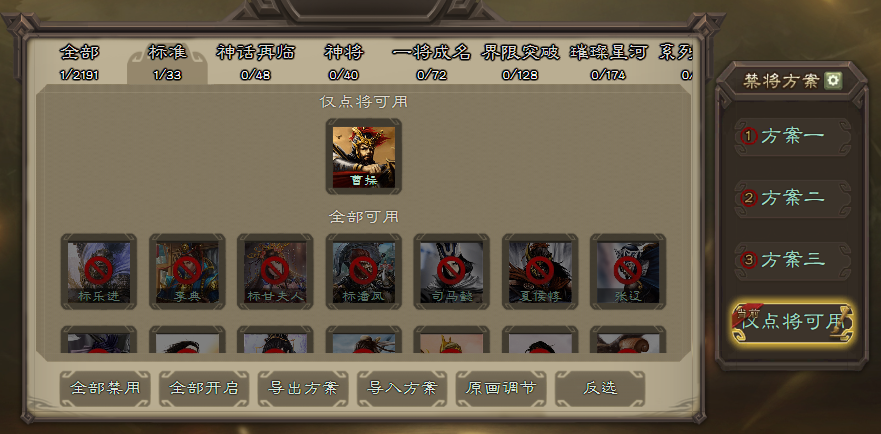 全部 标准 神话再临 神将 一将成名 界限突破 璀璨星河 系列
1/2191 1/33 0/48 0/40 0/72 0/128 0/174 0/
仅点将可用
曹操
全部可用
标乐进 李典 标甘夫人 标潘凤 司马懿 夏侯惇 张辽
全部禁用 全部开启 导出方案 导入方案 原画调节 反选
禁将方案
1 方案一
2 方案二
3 方案三
当前 仅点将可用